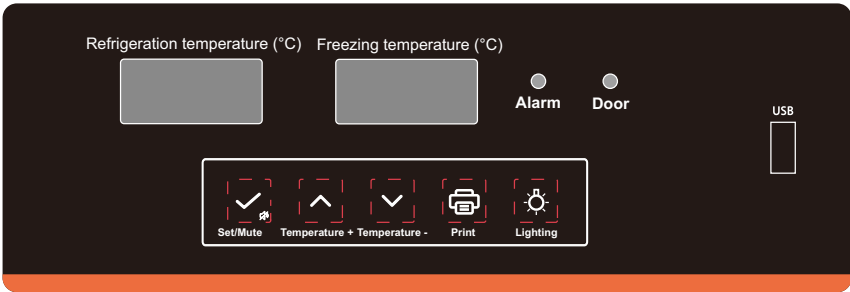 Refrigeration temperature (°C) Freezing temperature (°C)
Alarm Door
USB
Set/Mute Temperature + Temperature - Print Lighting